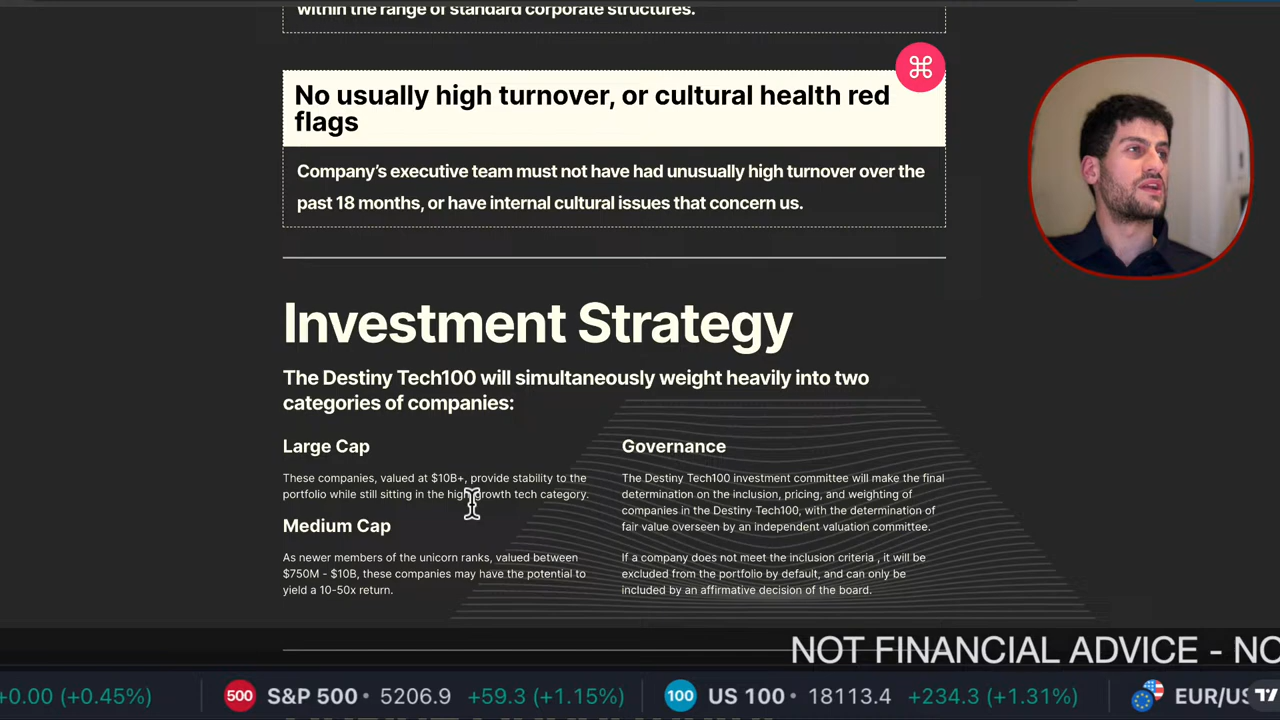 within the range of standard corporate structures.
No usually high turnover, or cultural health red
flags
Company's executive team must not have had unusually high turnover over the
past 18 months, or have internal cultural issues that concern us.
Investment Strategy
The Destiny Tech100 will simultaneously weight heavily into two
categories of companies:
Large Cap
These companies, valued at $10B+, provide stability to the
portfolio while still sitting in the high growth tech category.
Medium Cap
As newer members of the unicorn ranks, valued between
$750M - $10B, these companies may have the potential to
yield a 10-50x return.
Governance
The Destiny Tech100 investment committee will make the final
determination on the inclusion, pricing, and weighting of
companies in the Destiny Tech100, with the determination of
fair value overseen by an independent valuation committee.
If a company does not meet the inclusion criteria , it will be
excluded from the portfolio by default, and can only be
included by an affirmative decision of the board.
NOT FINANCIAL ADVICE - NO
+0.00 (+0.45%) 500 S&P 500 • 5206.9 +59.3 (+1.15%) 100 US 100 • 18113.4 +234.3 (+1.31%) EUR/US